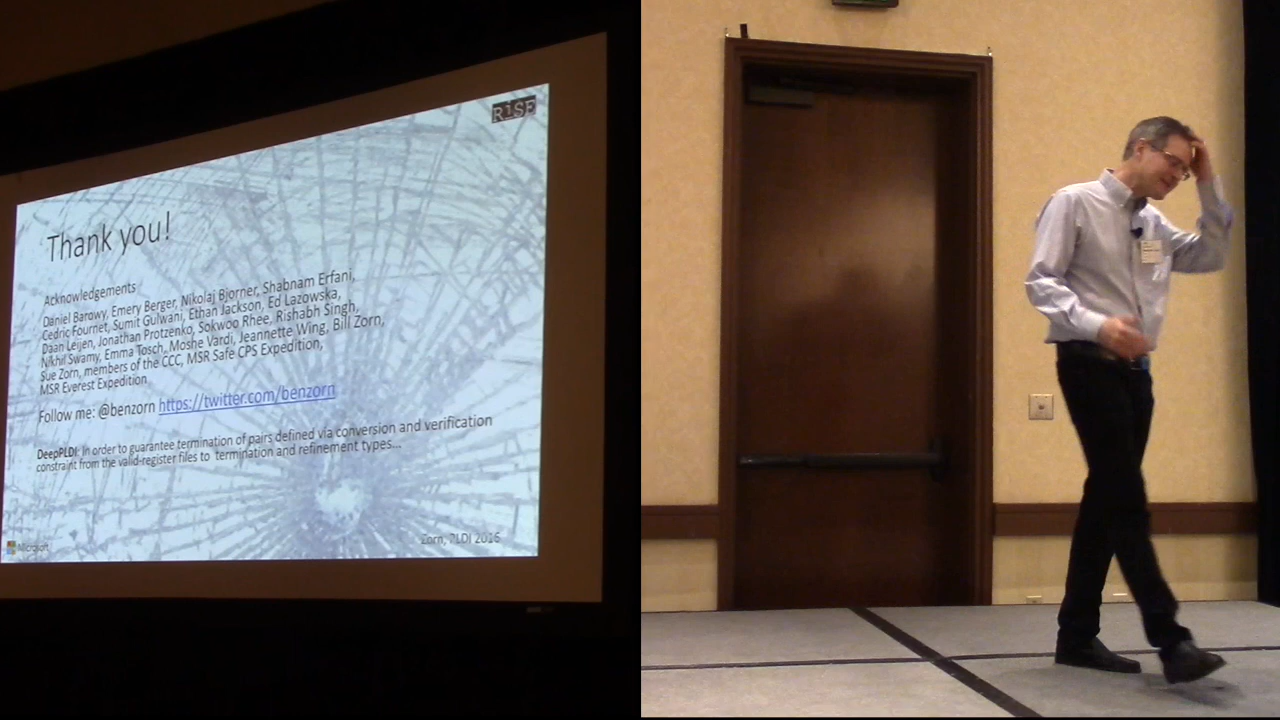 RiSE
Thank you!
Acknowledgements
Daniel Barowy, Emery Berger, Nikolaj Bjorner, Shabnam Erfani,
Cedric Fournet, Sumit Gulwani, Ethan Jackson, Ed Lazowska,
Daan Leijen, Jonathan Protzenko, Sokwoo Rhee, Rishabh Singh,
Nikhil Swamy, Emma Tosch, Moshe Vardi, Jeannette Wing, Bill Zorn,
Sue Zorn, members of the CCC, MSR Safe CPS Expedition,
MSR Everest Expedition
Follow me: @benzorn https://twitter.com/benzorn
DeepPLDI: In order to guarantee termination of pairs defined via conversion and verification
constraint from the valid-register files to termination and refinement types...
Microsoft
Zorn, PLDI 2016